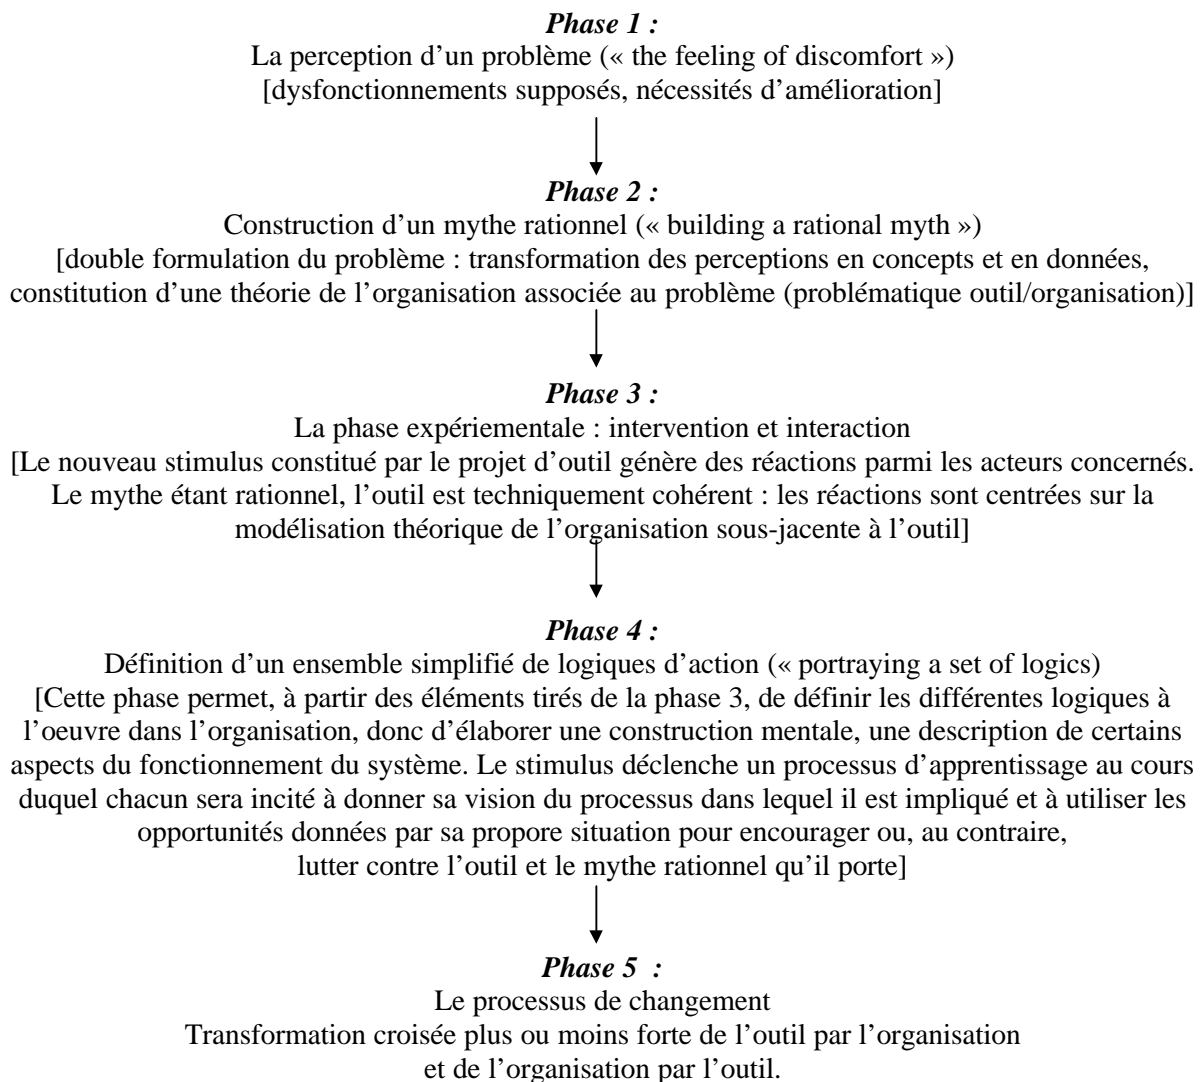 Phase 1 :
La perception d’un problème (« the feeling of discomfort »)
[dysfonctionnements supposés, nécessités d’amélioration]
Phase 2 :
Construction d’un mythe rationnel (« building a rational myth »)
[double formulation du problème : transformation des perceptions en concepts et en données,
constitution d’une théorie de l’organisation associée au problème (problématique outil/organisation)]
Phase 3 :
La phase expériementale : intervention et interaction
[Le nouveau stimulus constitué par le projet d’outil génère des réactions parmi les acteurs concernés.
Le mythe étant rationnel, l’outil est techniquement cohérent : les réactions sont centrées sur la
modélisation théorique de l’organisation sous-jacente à l’outil]
Phase 4 :
Définition d’un ensemble simplifié de logiques d’action (« portraying a set of logics)
[Cette phase permet, à partir des éléments tirés de la phase 3, de définir les différentes logiques à
l’oeuvre dans l’organisation, donc d’élaborer une construction mentale, une description de certains
aspects du fonctionnement du système. Le stimulus déclenche un processus d’apprentissage au cours
duquel chacun sera incité à donner sa vision du processus dans lequel il est impliqué et à utiliser les
opportunités données par sa propore situation pour encourager ou, au contraire,
lutter contre l’outil et le mythe rationnel qu’il porte]
Phase 5 :
Le processus de changement
Transformation croisée plus ou moins forte de l’outil par l’organisation
et de l’organisation par l’outil.